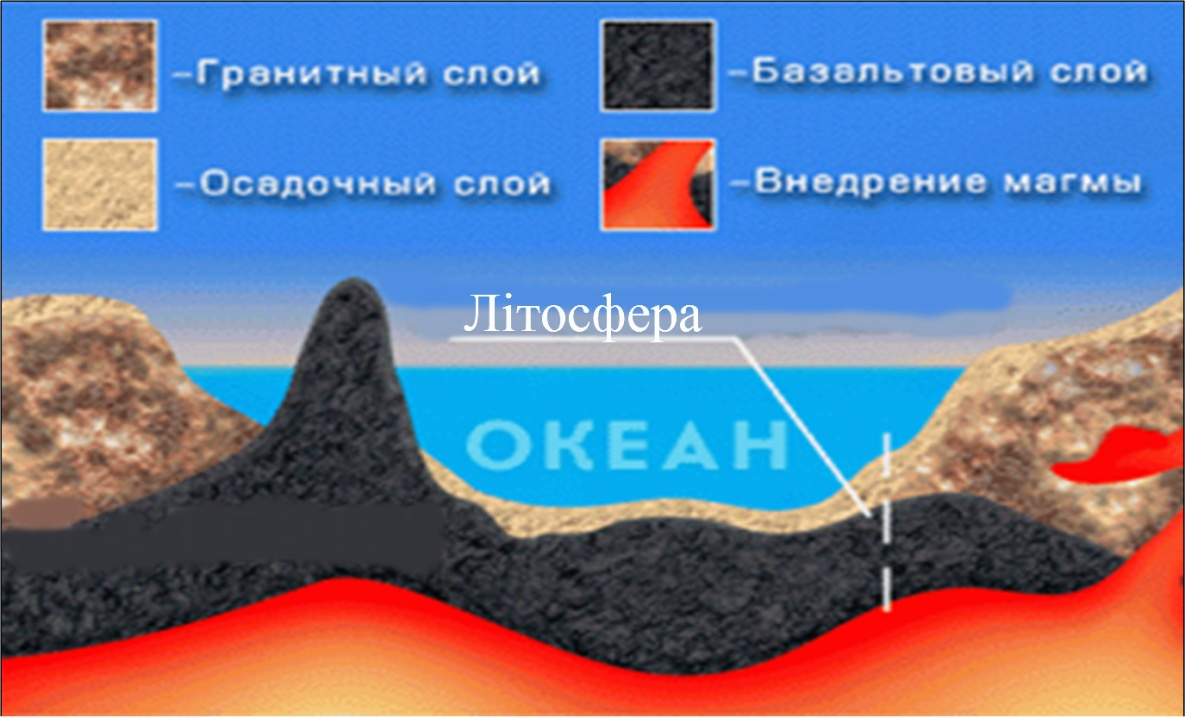 –Гранитный слой
–Базальтовый слой
–Осадочный слой
–Внедрение магмы
Літосфера
ОКЕАН